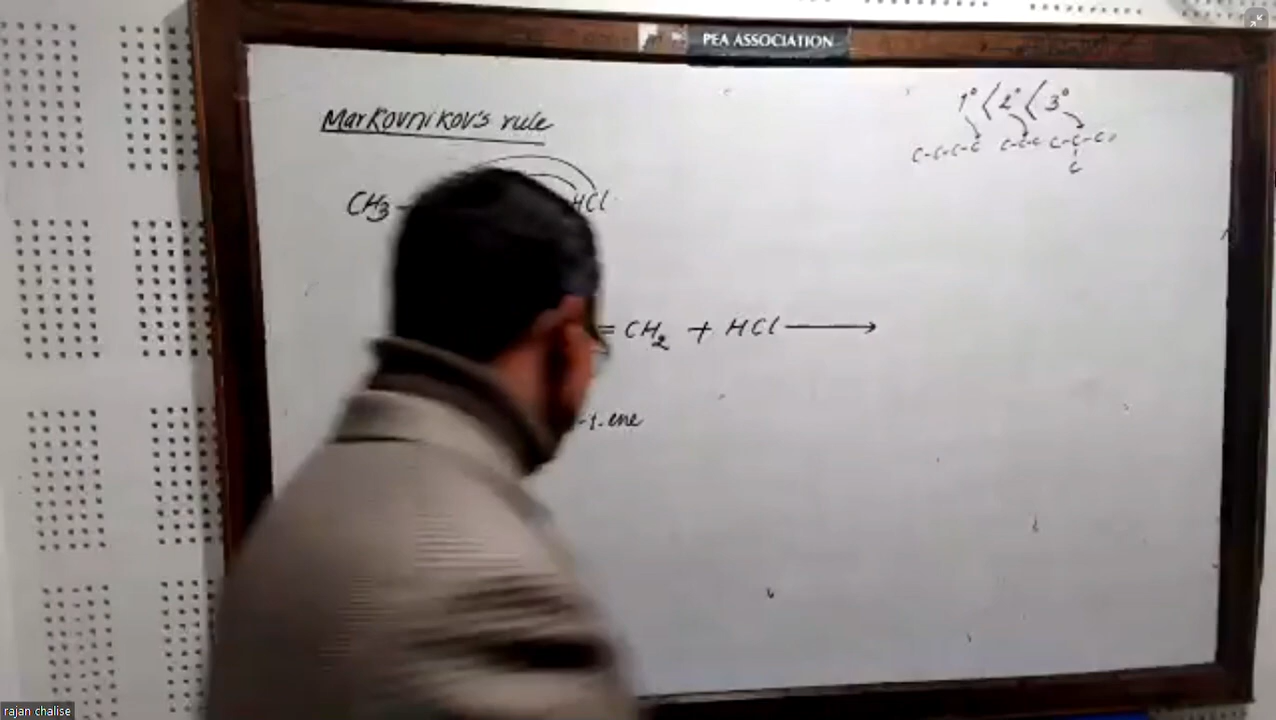 PEA ASSOCIATION
Markovnikov's rule
1° < 2° < 3°
C-C-C-C C-C-C C-C-C
C
CH3- HCl
= CH2 + HCl ⟶
-1-ene
rajan chalise